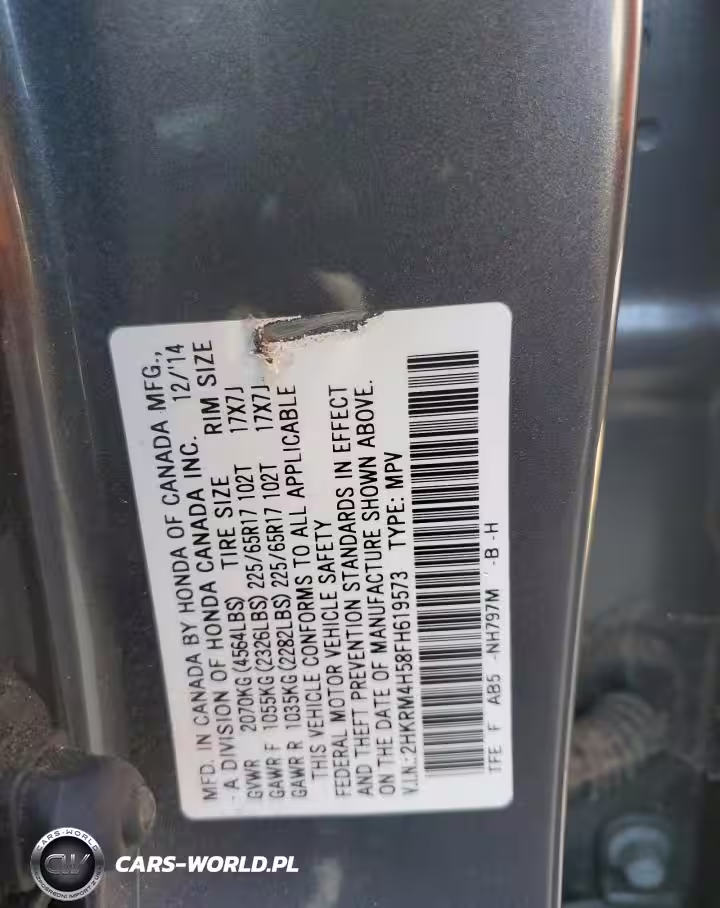 MFD. IN CANADA BY HONDA OF CANADA MFG.,
A DIVISION OF HONDA CANADA INC. 12/'14
TIRE SIZE RIM SIZE
GVWR 2070KG(4564LBS)
GAWR F 1055KG(2326LBS) 225/65R17 102T 17X7J
GAWR R 1035KG(2282LBS) 225/65R17 102T 17X7J
THIS VEHICLE CONFORMS TO ALL APPLICABLE
FEDERAL MOTOR VEHICLE SAFETY
AND THEFT PREVENTION STANDARDS IN EFFECT
ON THE DATE OF MANUFACTURE SHOWN ABOVE.
V.I.N.: 2HKRM4H58FH619573 TYPE: MPV
TFE F AB5 -NH797M -B -H
CARS-WORLD
CW
CARS-WORLD.PL